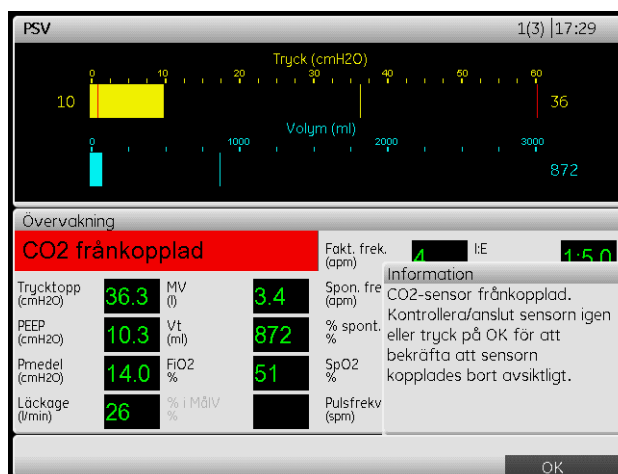 PSV 1(3) |17:29
Tryck (cmH2O)
0 10 20 30 40 50 60
10 36
Volym (ml)
0 1000 2000 3000
872
Övervakning
CO2 frånkopplad
Fakt. frek. (apm) 4 I:E 1:5.0
Trycktopp (cmH2O) 36.3 MV (l) 3.4 Spon. fre (apm)
PEEP (cmH2O) 10.3 Vt (ml) 872 % spont. %
Pmedel (cmH2O) 14.0 FiO2 % 51 SpO2 %
Läckage (l/min) 26 % i MålV % Pulsfrekv (spm)
Information
CO2-sensor frånkopplad.
Kontrollera/anslut sensorn igen
eller tryck på OK för att
bekräfta att sensorn
kopplades bort avsiktligt.
OK